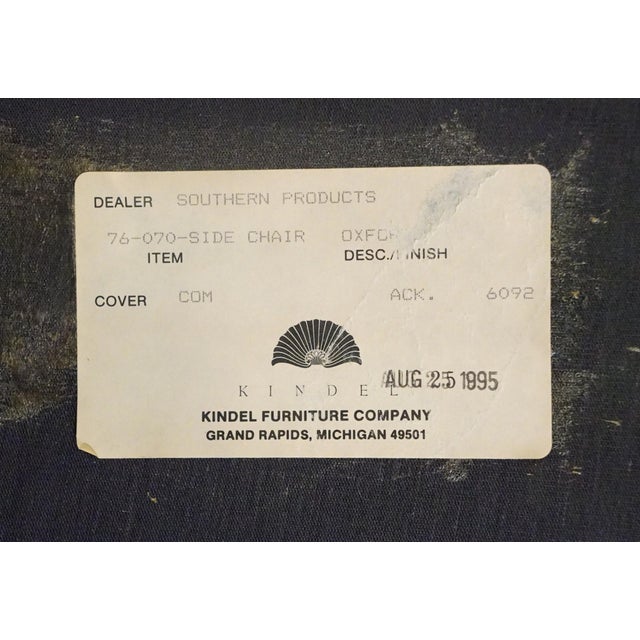 DEALER SOUTHERN PRODUCTS
76-070-SIDE CHAIR
ITEM DESC./FINISH
COVER COM ACK. 6092
KINDEL
AUG 25 1995
KINDEL FURNITURE COMPANY
GRAND RAPIDS, MICHIGAN 49501